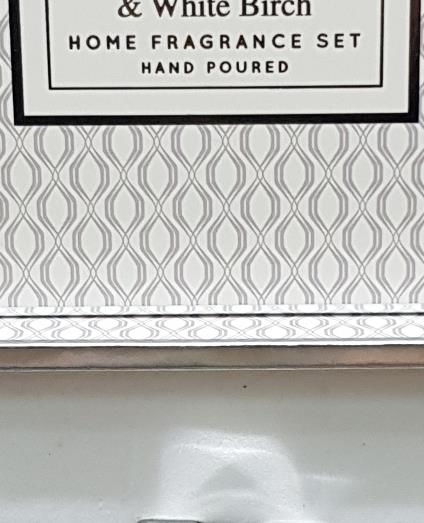 & White Birch
HOME FRAGRANCE SET
HAND POURED